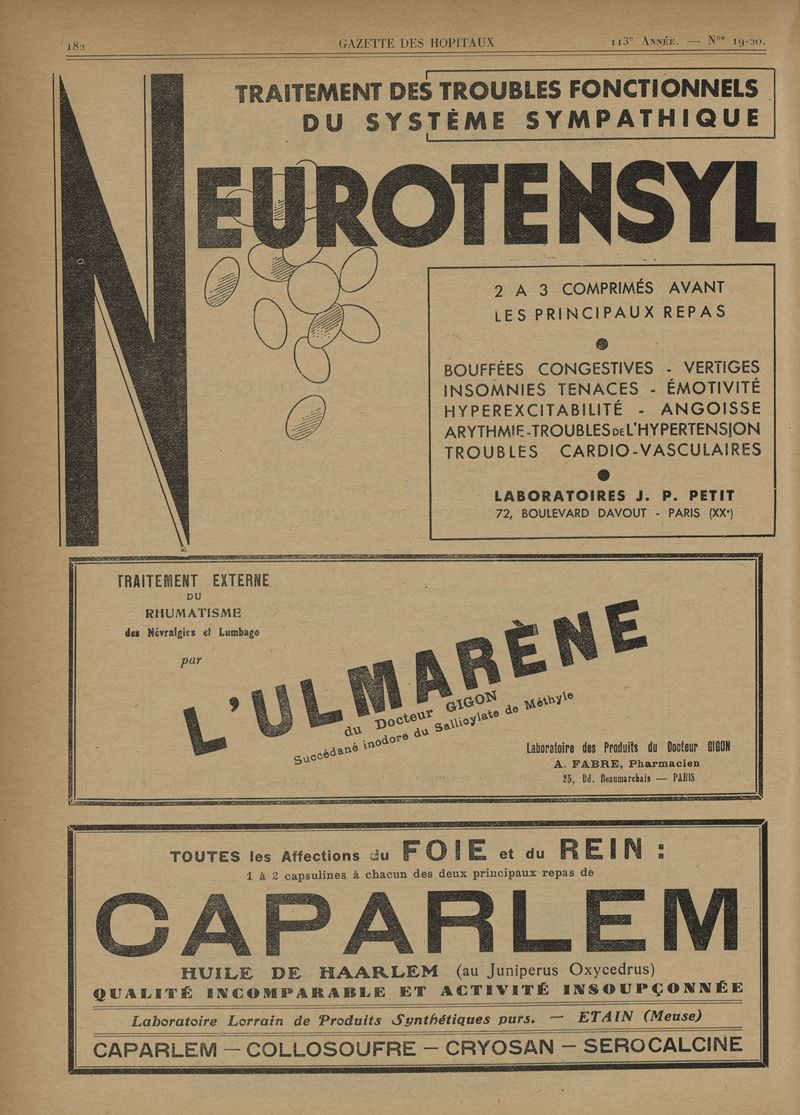 182
GAZETTE DES HOPITAUX
113e ANNÉE. — Nos 19-20.
TRAITEMENT DES TROUBLES FONCTIONNELS
DU SYSTÈME SYMPATHIQUE
NEUROTENSYL
2 A 3 COMPRIMÉS AVANT
LES PRINCIPAUX REPAS
BOUFFÉES CONGESTIVES - VERTIGES
INSOMNIES TENACES - ÉMOTIVITÉ
HYPEREXCITABILITÉ - ANGOISSE
ARYTHMIE-TROUBLES DE L'HYPERTENSION
TROUBLES CARDIO-VASCULAIRES
LABORATOIRES J. P. PETIT
72, BOULEVARD DAVOUT - PARIS (XXe)
TRAITEMENT EXTERNE
DU
RHUMATISME
des Névralgies et Lumbago
par
L'ULMARÈNE
du Docteur GIGON
Succédané inodore du Salicylate de Méthyle
Laboratoire des Produits du Docteur GIGON
A. FABRE, Pharmacien
25, Bd. Beaumarchais — PARIS
TOUTES les Affections du FOIE et du REIN :
1 à 2 capsulines à chacun des deux principaux repas de
CAPARLEM
HUILE DE HAARLEM (au Juniperus Oxycedrus)
QUALITÉ INCOMPARABLE ET ACTIVITÉ INSOUPÇONNÉE
Laboratoire Lorrain de Produits Synthétiques purs. — ETAIN (Meuse)
CAPARLEM — COLLOSOUFRE — CRYOSAN — SEROCALCINE